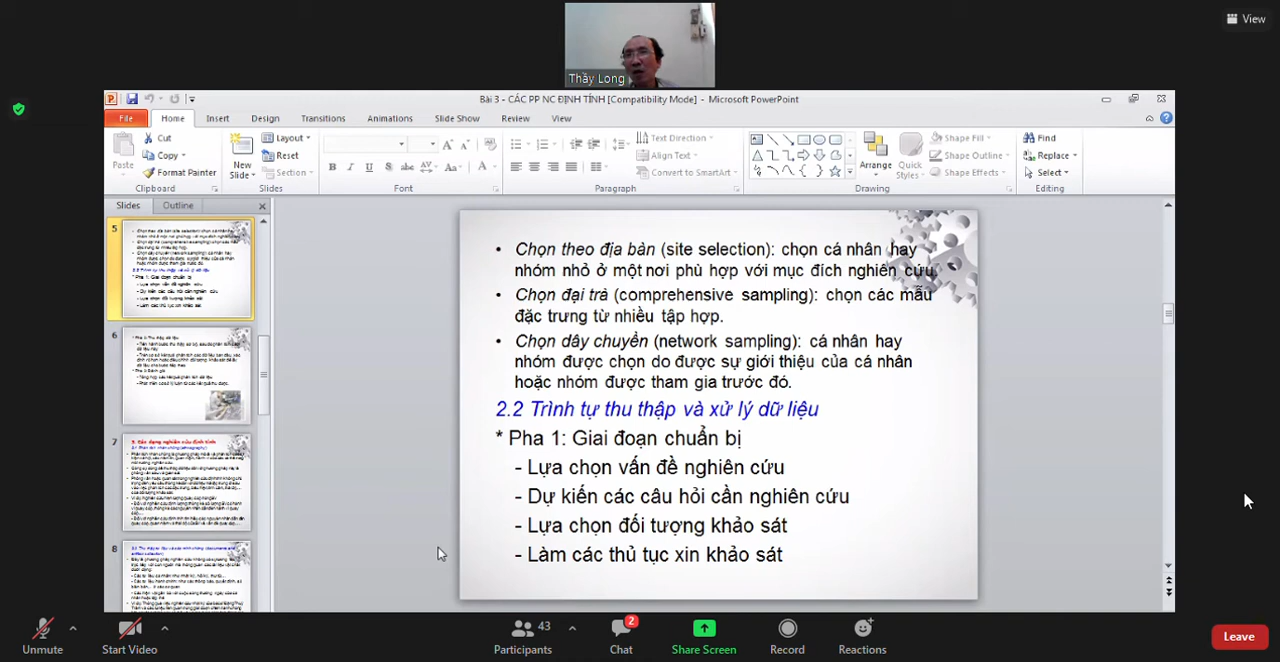 View
Thầy Long
Bài 3 - CÁC PP NC ĐỊNH TÍNH [Compatibility Mode] - Microsoft PowerPoint
File Home Insert Design Transitions Animations Slide Show Review View
Cut
Copy
Format Painter
Paste
Clipboard
New
Slide
Layout
Reset
Section
Slides
Font
Text Direction
Align Text
Convert to SmartArt
Paragraph
Arrange
Quick
Styles
Shape Fill
Shape Outline
Shape Effects
Drawing
Find
Replace
Select
Editing
Slides Outline
5
6
7
8
• Chọn theo địa bàn (site selection): chọn cá nhân hay
nhóm nhỏ ở một nơi phù hợp với mục đích nghiên cứu.
• Chọn đại trà (comprehensive sampling): chọn các mẫu
đặc trưng từ nhiều tập hợp.
• Chọn dây chuyền (network sampling): cá nhân hay
nhóm được chọn do được sự giới thiệu của cá nhân
hoặc nhóm được tham gia trước đó.
2.2 Trình tự thu thập và xử lý dữ liệu
* Pha 1: Giai đoạn chuẩn bị
- Lựa chọn vấn đề nghiên cứu
- Dự kiến các câu hỏi cần nghiên cứu
- Lựa chọn đối tượng khảo sát
- Làm các thủ tục xin khảo sát
Unmute
Start Video
43
Participants
2
Chat
Share Screen
Record
Reactions
Leave